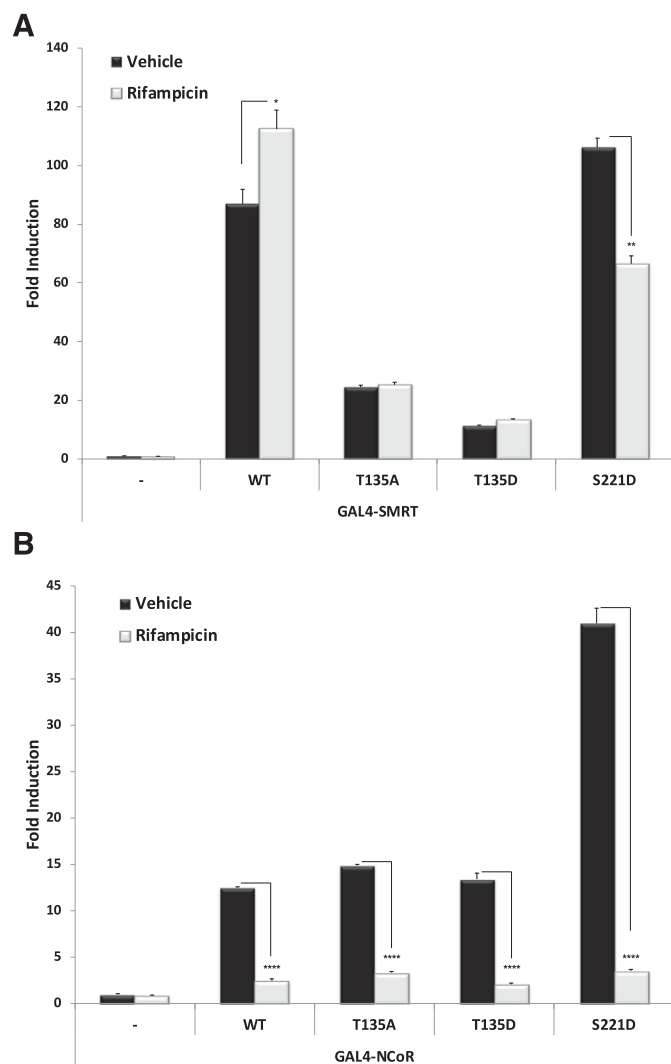 A
140
120
100
80
60
40
20
0
Fold Induction
Vehicle
Rifampicin
*
**
- WT T135A T135D S221D
GAL4-SMRT
B
45
40
35
30
25
20
15
10
5
0
Fold Induction
Vehicle
Rifampicin
**** **** **** ****
- WT T135A T135D S221D
GAL4-NCoR